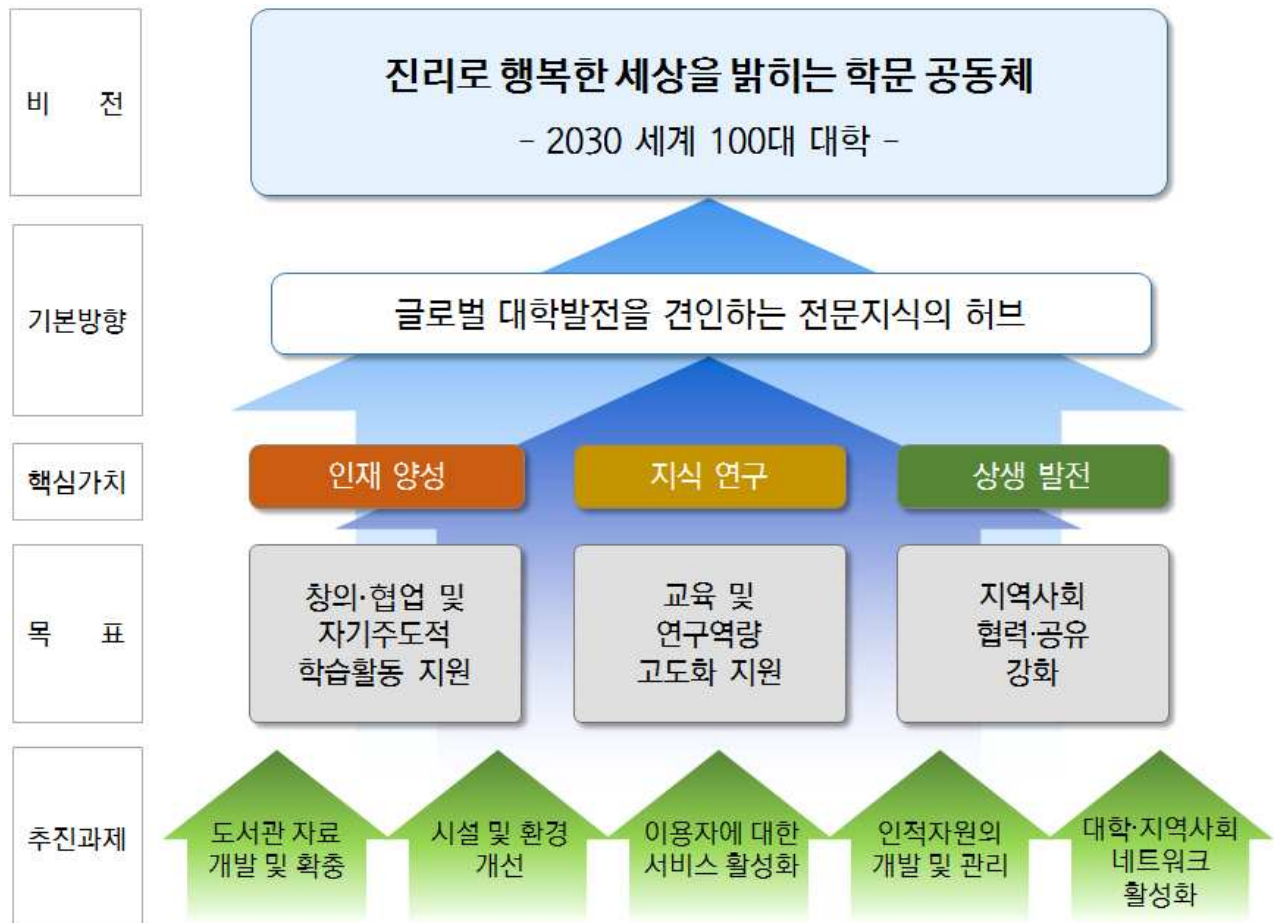 비 전
진리로 행복한 세상을 밝히는 학문 공동체
- 2030 세계 100대 대학 -
기본방향
글로벌 대학발전을 견인하는 전문지식의 허브
핵심가치
인재 양성
지식 연구
상생 발전
목 표
창의·협업 및
자기주도적
학습활동 지원
교육 및
연구역량
고도화 지원
지역사회
협력·공유
강화
추진과제
도서관 자료
개발 및 확충
시설 및 환경
개선
이용자에 대한
서비스 활성화
인적자원의
개발 및 관리
대학·지역사회
네트워크
활성화